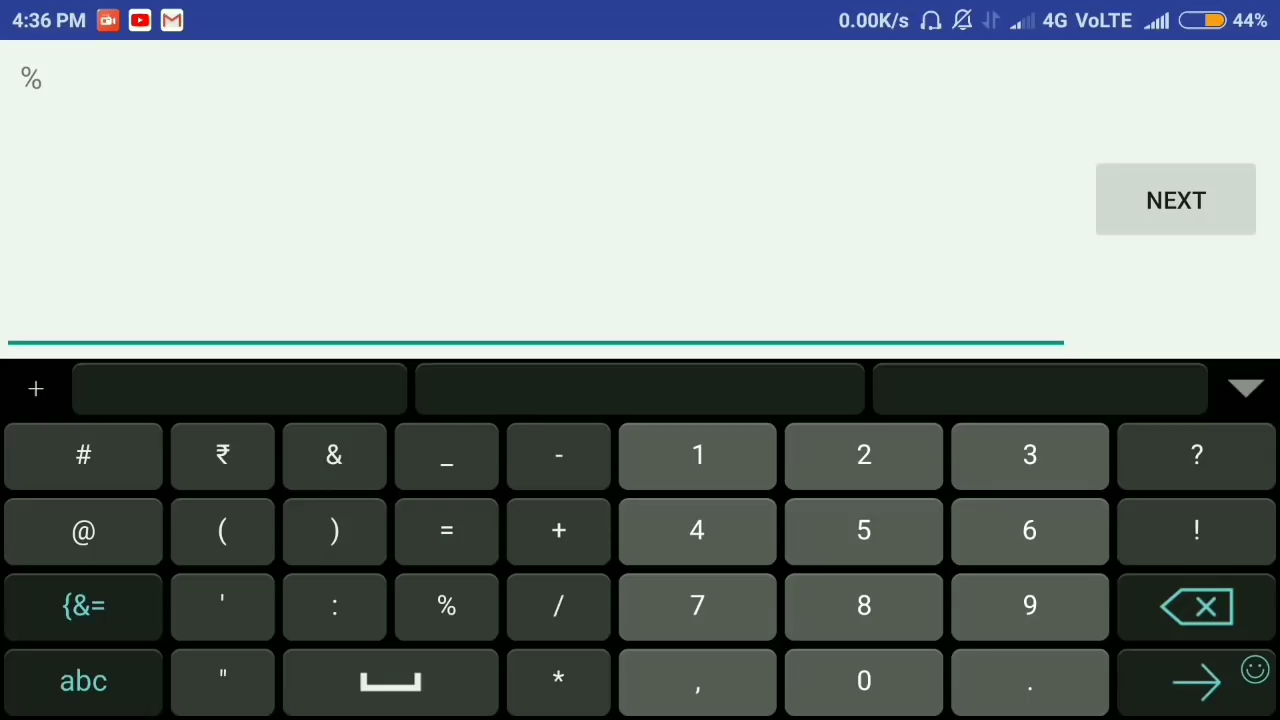 4:36 PM 0.00K/s 4G VoLTE 44%
%
NEXT
+
# ₹ & _ - 1 2 3 ?
@ ( ) = + 4 5 6 !
{&= ' : % / 7 8 9
abc " * , 0 .